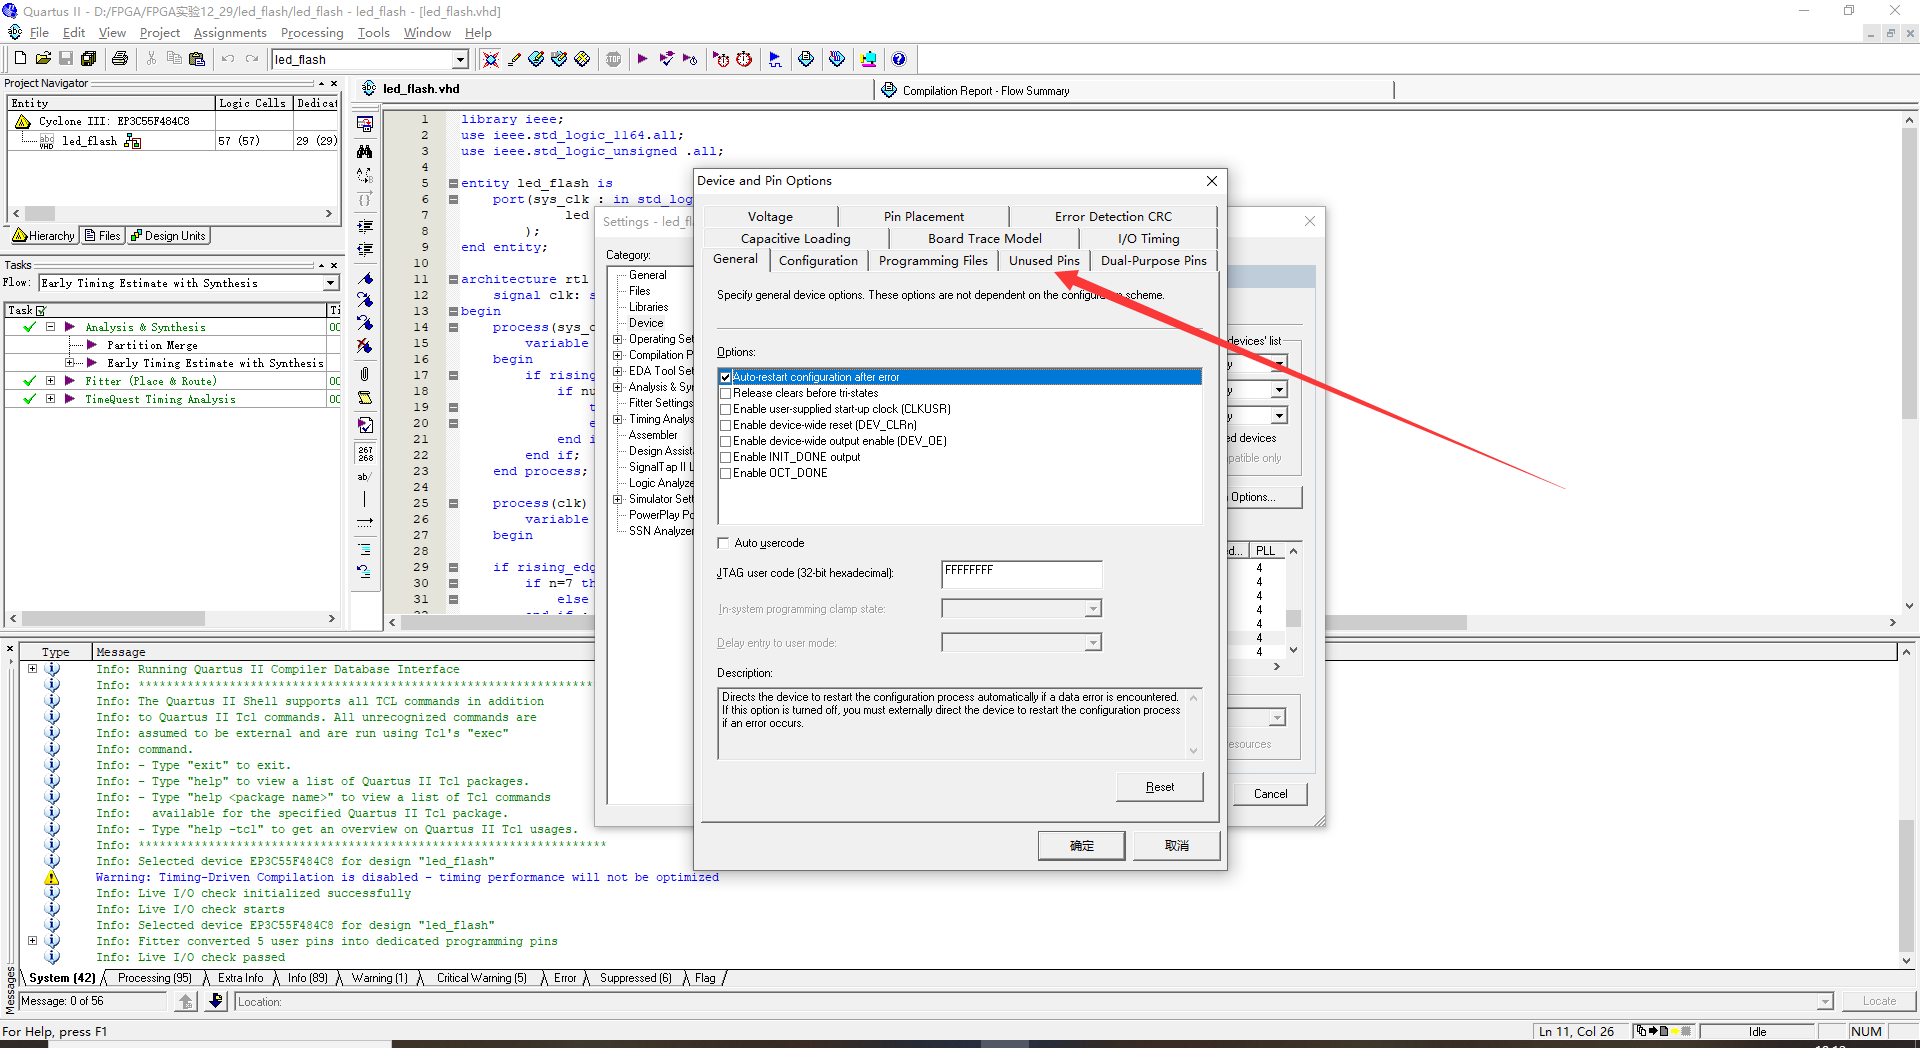 Quartus II - D:/FPGA/FPGA实验12_29/led_flash/led_flash - led_flash - [led_flash.vhd]
File Edit View Project Assignments Processing Tools Window Help
led_flash
Project Navigator
Entity Logic Cells Dedicat
Cyclone III: EP3C55F484C8
led_flash 57 (57) 29 (29)
Hierarchy Files Design Units
Tasks
Flow: Early Timing Estimate with Synthesis
Task Ti
Analysis & Synthesis 00
Partition Merge
Early Timing Estimate with Synthesis
Fitter (Place & Route) 00
TimeQuest Timing Analysis 00
led_flash.vhd
Compilation Report - Flow Summary
267
268
ab/
1 library ieee;
2 use ieee.std_logic_1164.all;
3 use ieee.std_logic_unsigned .all;
4
5 entity led_flash is
6 port(sys_clk : in std_log
7 led
8 );
9 end entity;
10
11 architecture rtl
12 signal clk: s
13 begin
14 process(sys_c
15 variable
16 begin
17 if rising
18 if nu
19 t
20 e
21 end i
22 end if;
23 end process;
24
25 process(clk)
26 variable
27 begin
28
29 if rising_edg
30 if n=7 th
31 else
Settings - led_fl
Category:
General
Files
Libraries
Device
Operating Set
Compilation P
EDA Tool Set
Analysis & Syn
Fitter Settings
Timing Analys
Assembler
Design Assist
SignalTap II L
Logic Analyze
Simulator Sett
PowerPlay Po
SSN Analyzer
devices' list
y
y
y
ed devices
patible only
Options...
ed... PLL
4
4
4
4
4
4
4
esources
Cancel
Device and Pin Options
Voltage Pin Placement Error Detection CRC
Capacitive Loading Board Trace Model I/O Timing
General Configuration Programming Files Unused Pins Dual-Purpose Pins
Specify general device options. These options are not dependent on the configuration scheme.
Options:
Auto-restart configuration after error
Release clears before tri-states
Enable user-supplied start-up clock (CLKUSR)
Enable device-wide reset (DEV_CLRn)
Enable device-wide output enable (DEV_OE)
Enable INIT_DONE output
Enable OCT_DONE
Auto usercode
JTAG user code (32-bit hexadecimal): FFFFFFFF
In-system programming clamp state:
Delay entry to user mode:
Description:
Directs the device to restart the configuration process automatically if a data error is encountered.
If this option is turned off, you must externally direct the device to restart the configuration process
if an error occurs.
Reset
确定 取消
Type Message
Info: Running Quartus II Compiler Database Interface
Info: *****************************************************************
Info: The Quartus II Shell supports all TCL commands in addition
Info: to Quartus II Tcl commands. All unrecognized commands are
Info: assumed to be external and are run using Tcl's "exec"
Info: command.
Info: - Type "exit" to exit.
Info: - Type "help" to view a list of Quartus II Tcl packages.
Info: - Type "help <package name>" to view a list of Tcl commands
Info: available for the specified Quartus II Tcl package.
Info: - Type "help -tcl" to get an overview on Quartus II Tcl usages.
Info: *******************************************************************
Info: Selected device EP3C55F484C8 for design "led_flash"
Warning: Timing-Driven Compilation is disabled - timing performance will not be optimized
Info: Live I/O check initialized successfully
Info: Live I/O check starts
Info: Selected device EP3C55F484C8 for design "led_flash"
Info: Fitter converted 5 user pins into dedicated programming pins
Info: Live I/O check passed
System (42) Processing (95) Extra Info Info (89) Warning (1) Critical Warning (5) Error Suppressed (6) Flag
Messages
Message: 0 of 56 Location: Locate
For Help, press F1 Ln 11, Col 26 Idle NUM